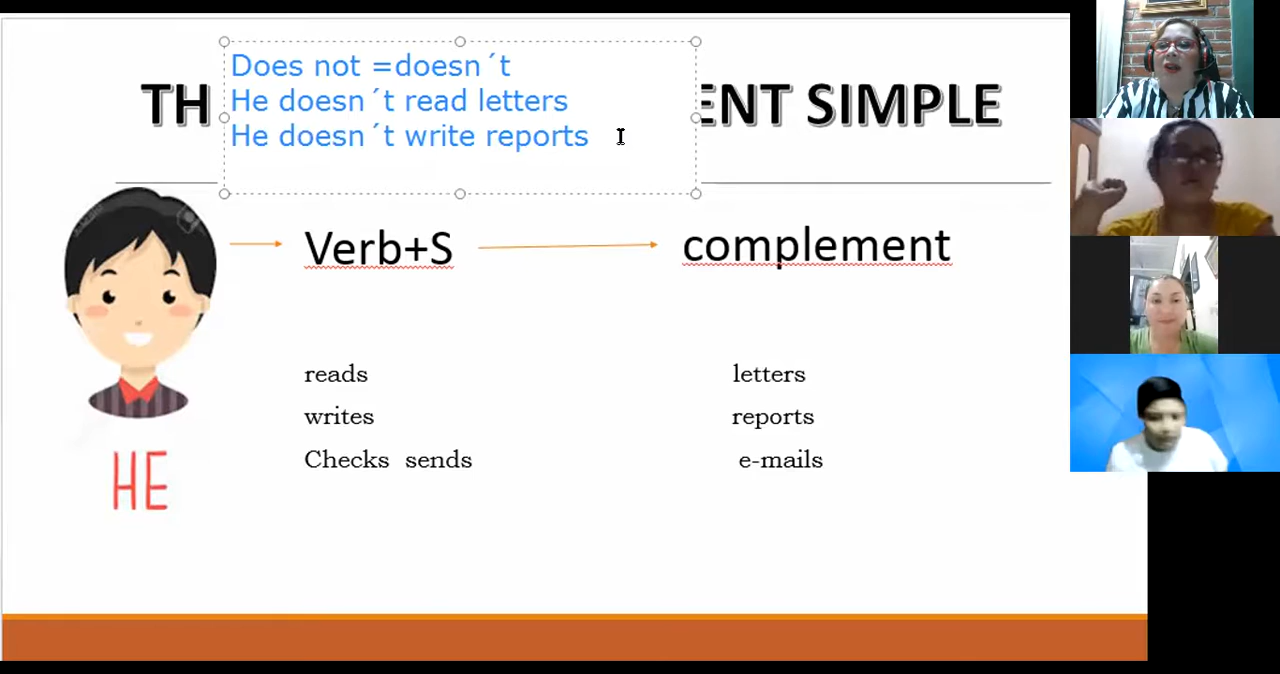 Does not =doesn´t
He doesn´t read letters
He doesn´t write reports
TH ENT SIMPLE
Verb+S complement
reads letters
writes reports
Checks sends e-mails
HE